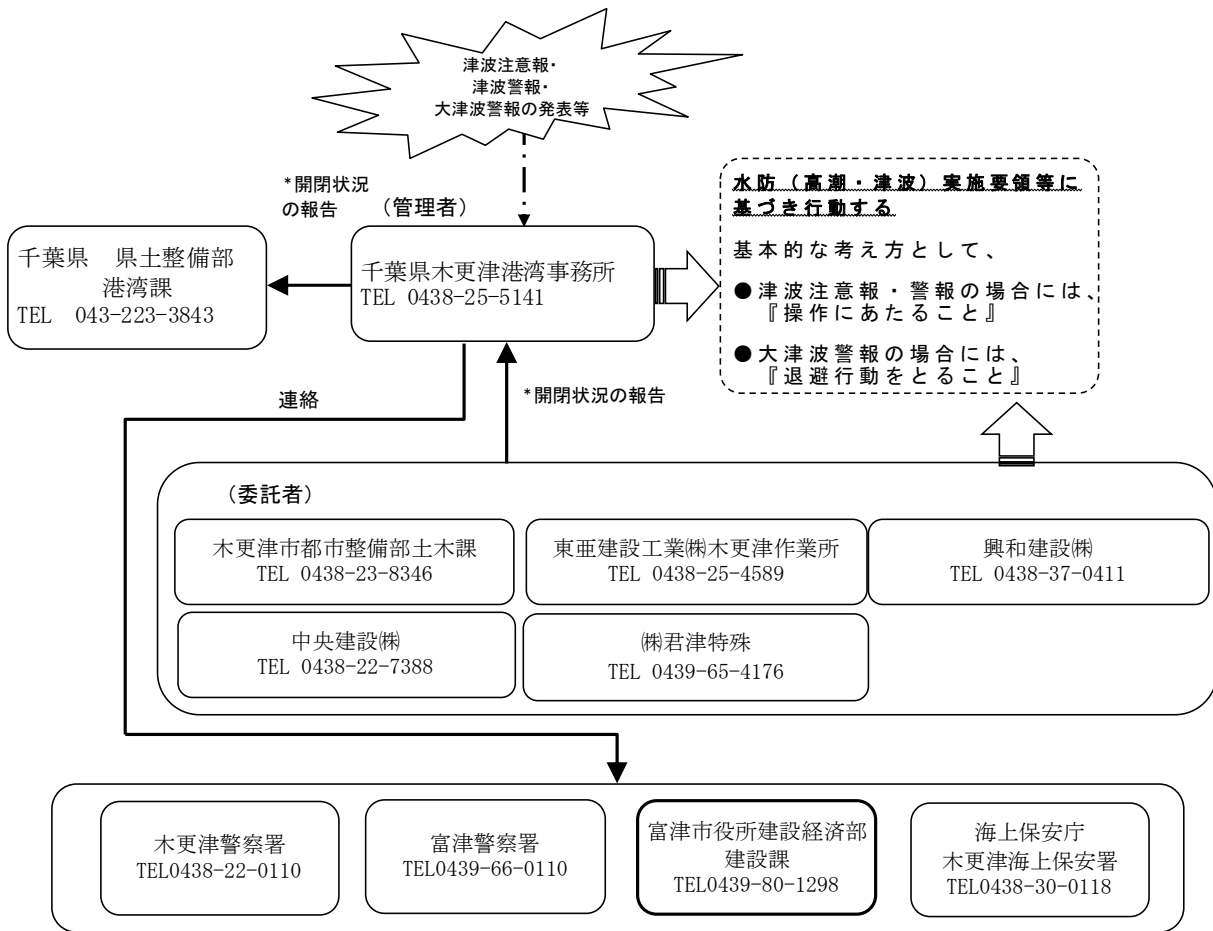 津波注意報・
津波警報・
大津波警報の発表等
*開閉状況
の報告
（管理者）
千葉県　県土整備部
港湾課
TEL　043-223-3843
千葉県木更津港湾事務所
TEL 0438-25-5141
水防（高潮・津波）実施要領等に
基づき行動する
基本的な考え方として、
●津波注意報・警報の場合には、
『操作にあたること』
●大津波警報の場合には、
『退避行動をとること』
連絡
*開閉状況の報告
（委託者）
木更津市都市整備部土木課
TEL 0438-23-8346
東亜建設工業㈱木更津作業所
TEL 0438-25-4589
興和建設㈱
TEL 0438-37-0411
中央建設㈱
TEL 0438-22-7388
㈱君津特殊
TEL 0439-65-4176
木更津警察署
TEL0438-22-0110
富津警察署
TEL0439-66-0110
富津市役所建設経済部
建設課
TEL0439-80-1298
海上保安庁
木更津海上保安署
TEL0438-30-0118